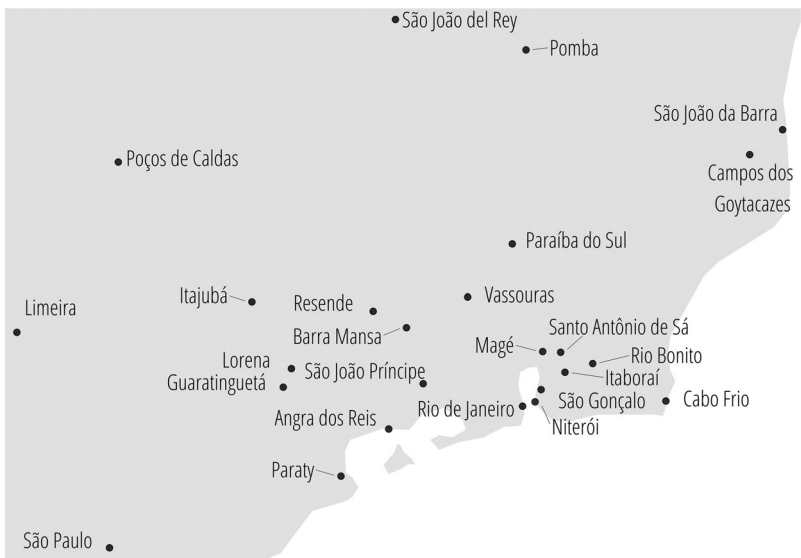 São João del Rey
Pomba
São João da Barra
Poços de Caldas
Campos dos
Goytacazes
Paraíba do Sul
Itajubá
Resende
Vassouras
Limeira
Barra Mansa
Santo Antônio de Sá
Magé
Rio Bonito
Lorena
São João Príncipe
Itaboraí
Guaratinguetá
Cabo Frio
Rio de Janeiro
São Gonçalo
Angra dos Reis
Niterói
Paraty
São Paulo